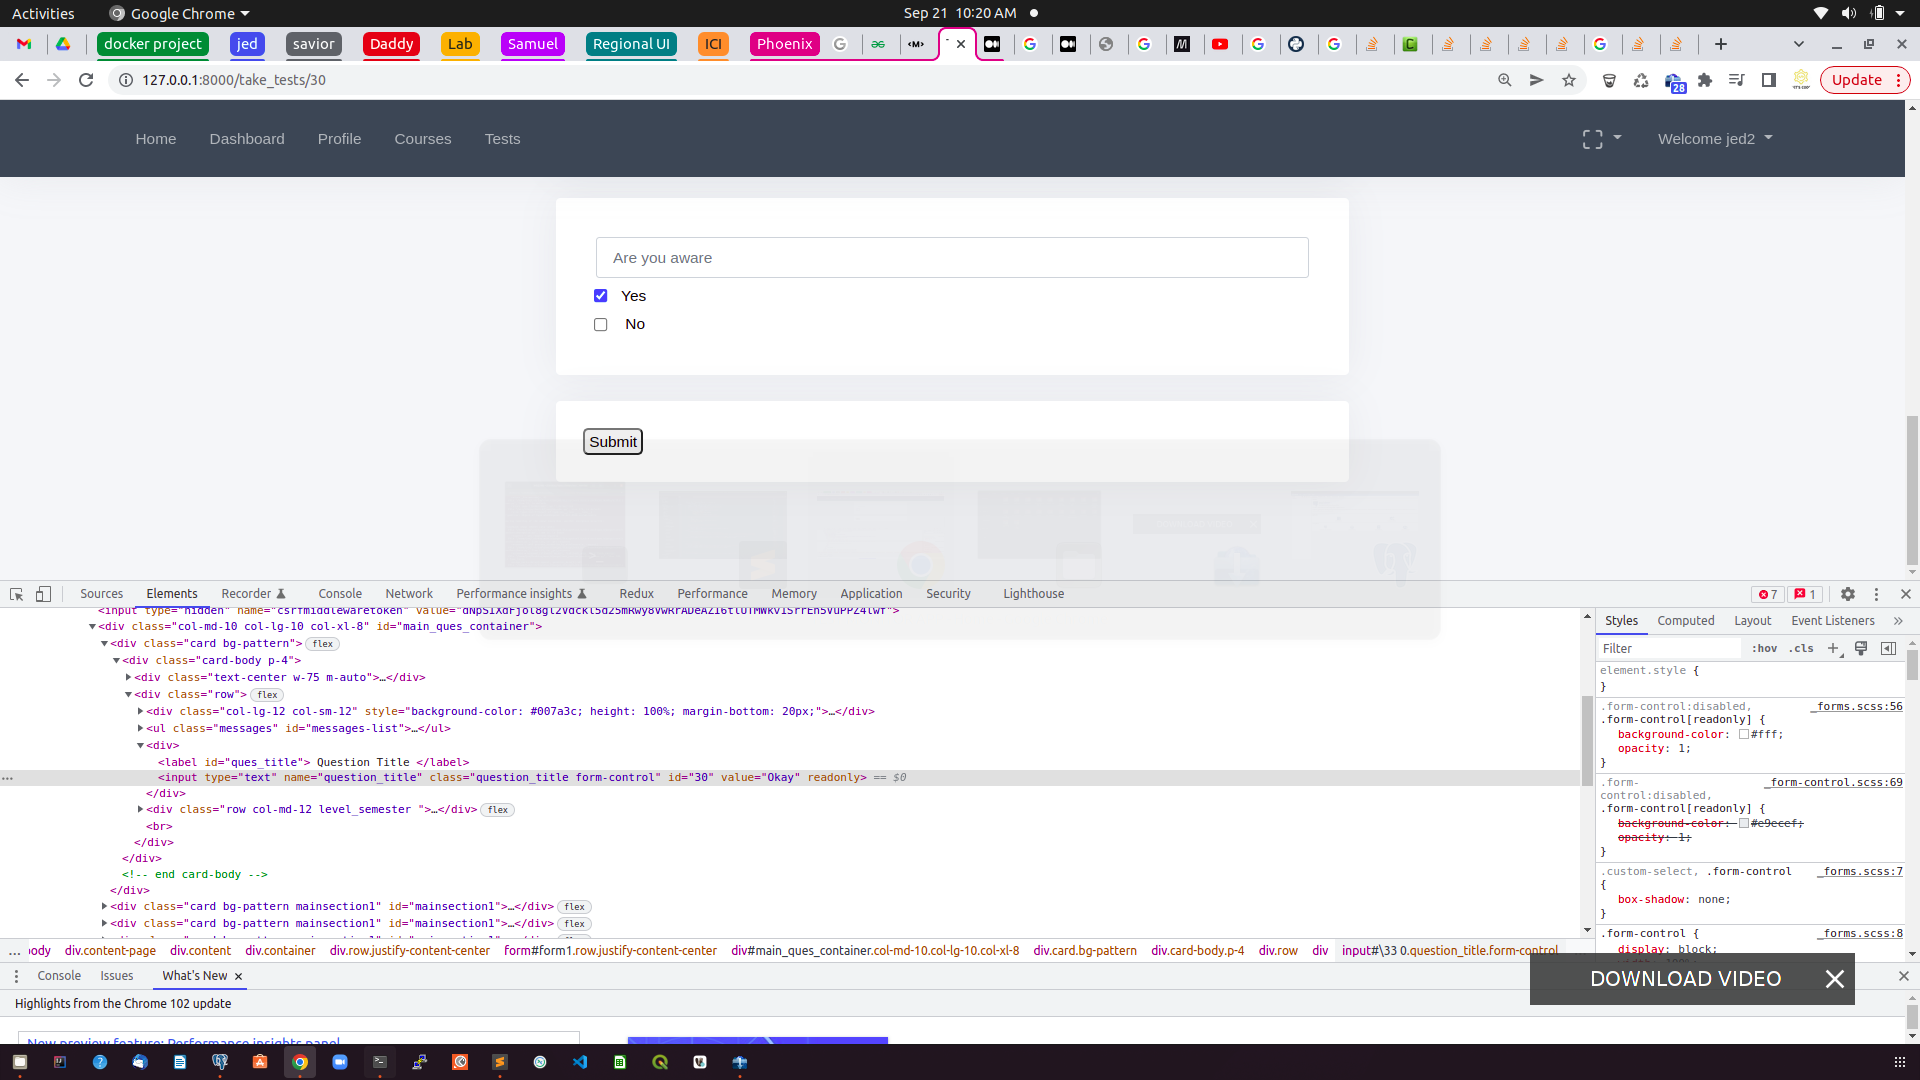 Activities
Google Chrome
Sep 21 10:20 AM
docker project
jed
savior
Daddy
Lab
Samuel
Regional UI
ICI
Phoenix
127.0.0.1:8000/take_tests/30
28
Update
Home
Dashboard
Profile
Courses
Tests
Welcome jed2
Are you aware
Yes
No
Submit
Sources
Elements
Recorder
Console
Network
Performance insights
Redux
Performance
Memory
Application
Security
Lighthouse
7
1
<div class="col-md-10 col-lg-10 col-xl-8" id="main_ques_container">
<div class="card bg-pattern"> flex
<div class="card-body p-4">
<div class="text-center w-75 m-auto">…</div>
<div class="row"> flex
<div class="col-lg-12 col-sm-12" style="background-color: #007a3c; height: 100%; margin-bottom: 20px;">…</div>
<ul class="messages" id="messages-list">…</ul>
<div>
<label id="ques_title"> Question Title </label>
<input type="text" name="question_title" class="question_title form-control" id="30" value="Okay" readonly> == $0
</div>
<div class="row col-md-12 level_semester ">…</div> flex
<br>
</div>
</div>
<!-- end card-body -->
</div>
<div class="card bg-pattern mainsection1" id="mainsection1">…</div> flex
<div class="card bg-pattern mainsection1" id="mainsection1">…</div> flex
Styles
Computed
Layout
Event Listeners
Filter
:hov .cls
element.style {
}
.form-control:disabled, _forms.scss:56
.form-control[readonly] {
background-color: #fff;
opacity: 1;
}
.form- _form-control.scss:69
control:disabled,
.form-control[readonly] {
background-color: #e9ecef;
opacity: 1;
}
.custom-select, .form-control _forms.scss:7
{
box-shadow: none;
}
.form-control { _forms.scss:8
display: block;
… body div.content-page div.content div.container div.row.justify-content-center form#form1.row.justify-content-center div#main_ques_container.col-md-10.col-lg-10.col-xl-8 div.card.bg-pattern div.card-body.p-4 div.row div input#\33 0.question_title.form-control
Console
Issues
What's New
DOWNLOAD VIDEO
Highlights from the Chrome 102 update
New preview feature: Performance insights panel